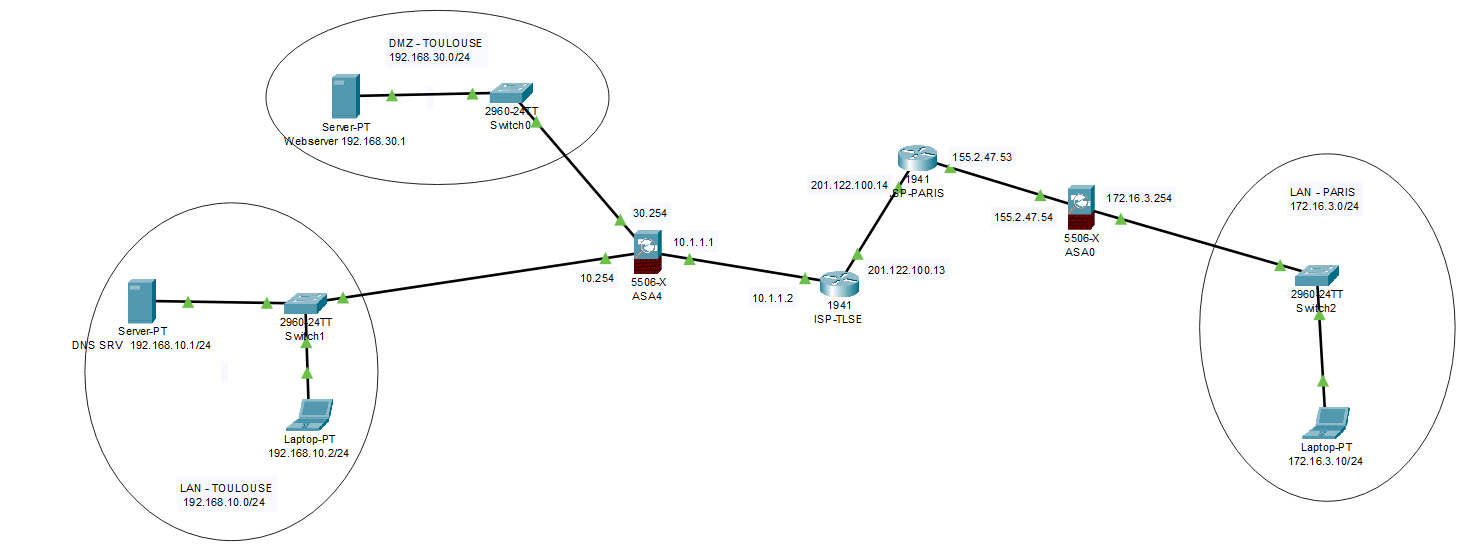 DMZ - TOULOUSE
192.168.30.0/24
Server-PT
Webserver 192.168.30.1
2960-24TT
Switch0
30.254
10.1.1.1
10.254
5506-X
ASA4
10.1.1.2
1941
ISP-TLSE
201.122.100.13
201.122.100.14
1941
SP-PARIS
155.2.47.53
155.2.47.54
172.16.3.254
5506-X
ASA0
LAN - PARIS
172.16.3.0/24
2960-24TT
Switch2
Laptop-PT
172.16.3.10/24
Server-PT
DNS SRV 192.168.10.1/24
2960-24TT
Switch1
Laptop-PT
192.168.10.2/24
LAN - TOULOUSE
192.168.10.0/24